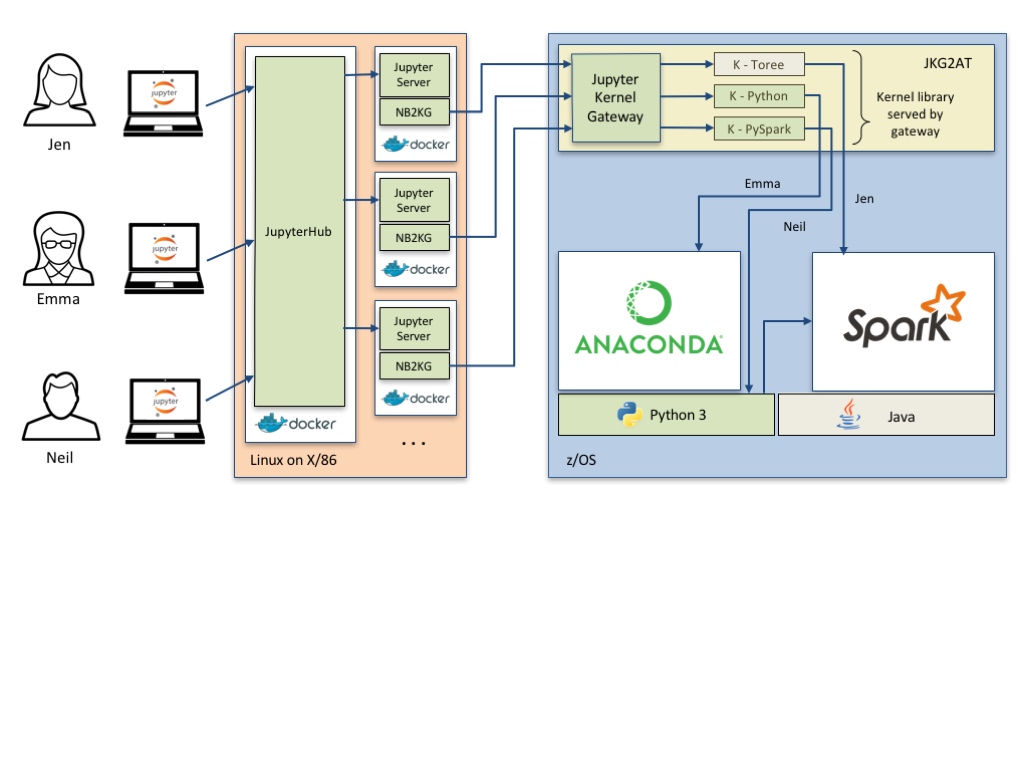 Jen
jupyter
Emma
jupyter
Neil
jupyter
JupyterHub
docker
Linux on X/86
Jupyter
Server
NB2KG
docker
Jupyter
Server
NB2KG
docker
Jupyter
Server
NB2KG
docker
...
Jupyter
Kernel
Gateway
K - Toree
K - Python
K - PySpark
JKG2AT
Kernel library
served by
gateway
Emma
Jen
Neil
ANACONDA
Spark
Python 3
Java
z/OS